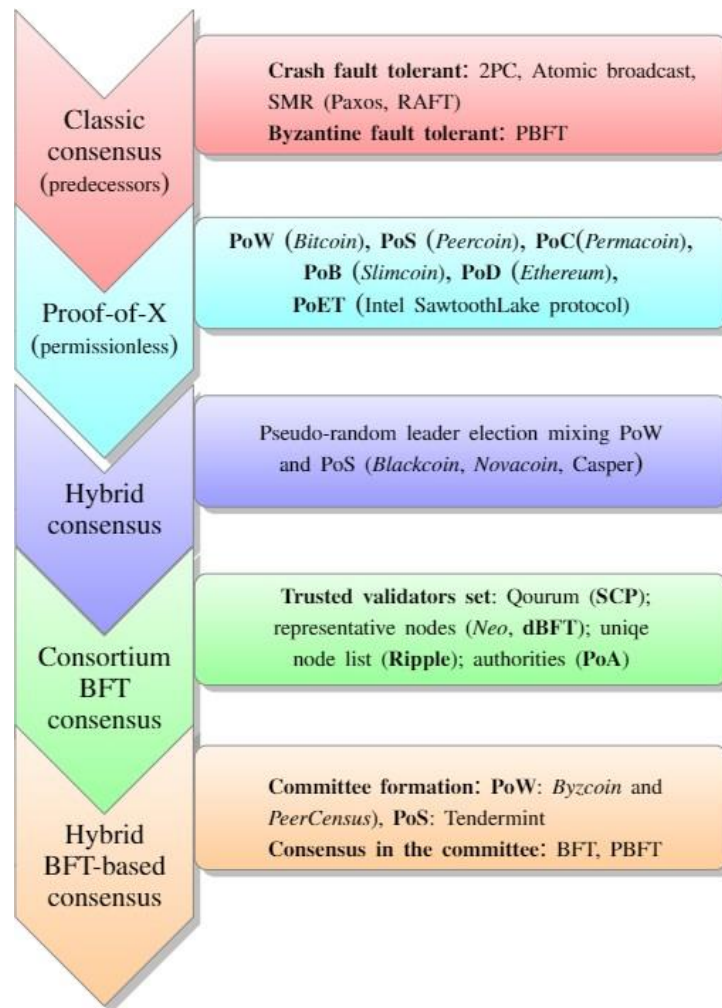 Classic
consensus
(predecessors)
Crash fault tolerant: 2PC, Atomic broadcast,
SMR (Paxos, RAFT)
Byzantine fault tolerant: PBFT
Proof-of-X
(permissionless)
PoW (Bitcoin), PoS (Peercoin), PoC(Permacoin),
PoB (Slimcoin), PoD (Ethereum),
PoET (Intel SawtoothLake protocol)
Hybrid
consensus
Pseudo-random leader election mixing PoW
and PoS (Blackcoin, Novacoin, Casper)
Consortium
BFT
consensus
Trusted validators set: Qourum (SCP);
representative nodes (Neo, dBFT); uniqe
node list (Ripple); authorities (PoA)
Hybrid
BFT-based
consensus
Committee formation: PoW: Byzcoin and
PeerCensus), PoS: Tendermint
Consensus in the committee: BFT, PBFT